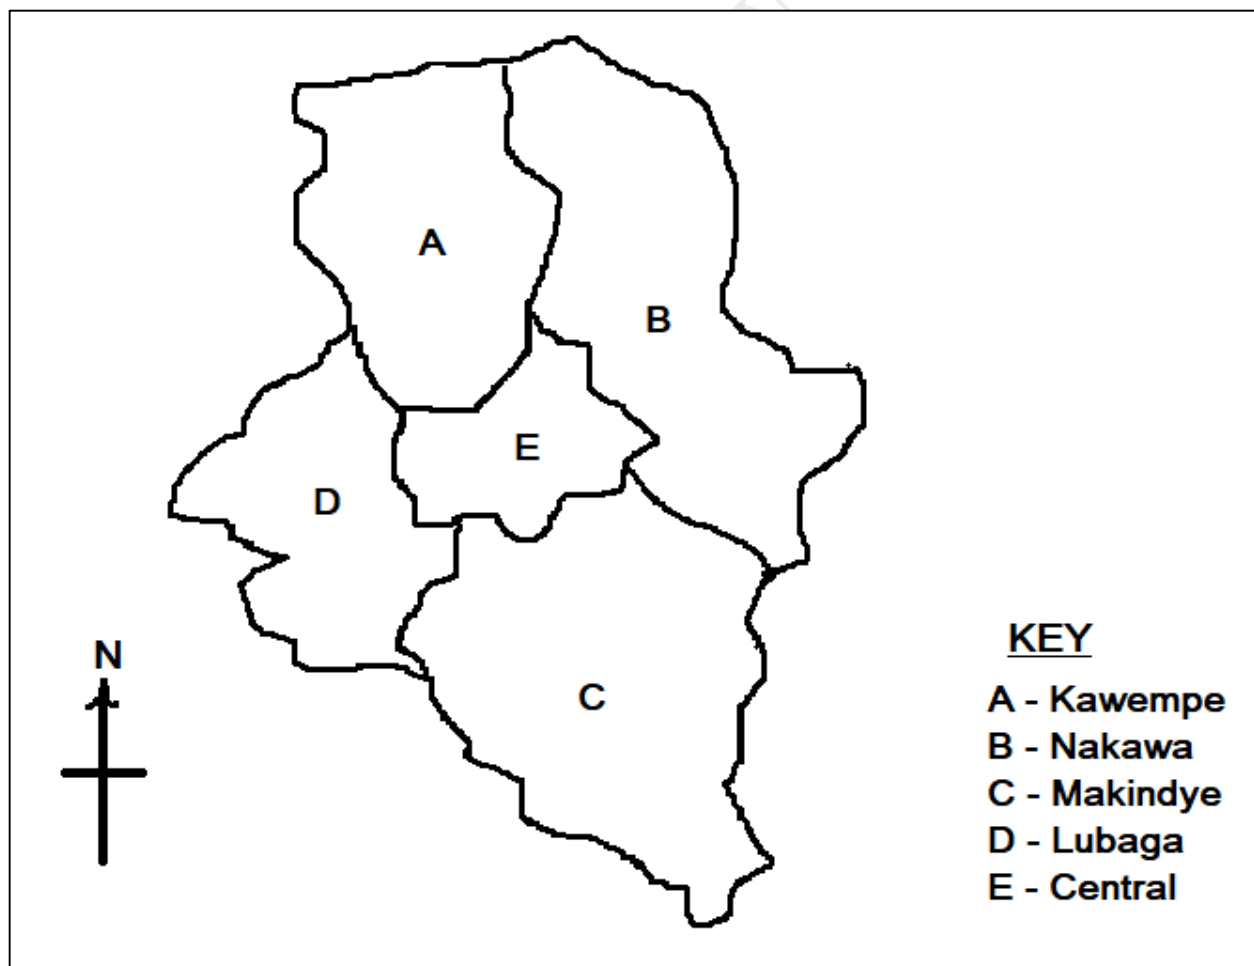 A
B
E
D
C
N
KEY
A - Kawempe
B - Nakawa
C - Makindye
D - Lubaga
E - Central